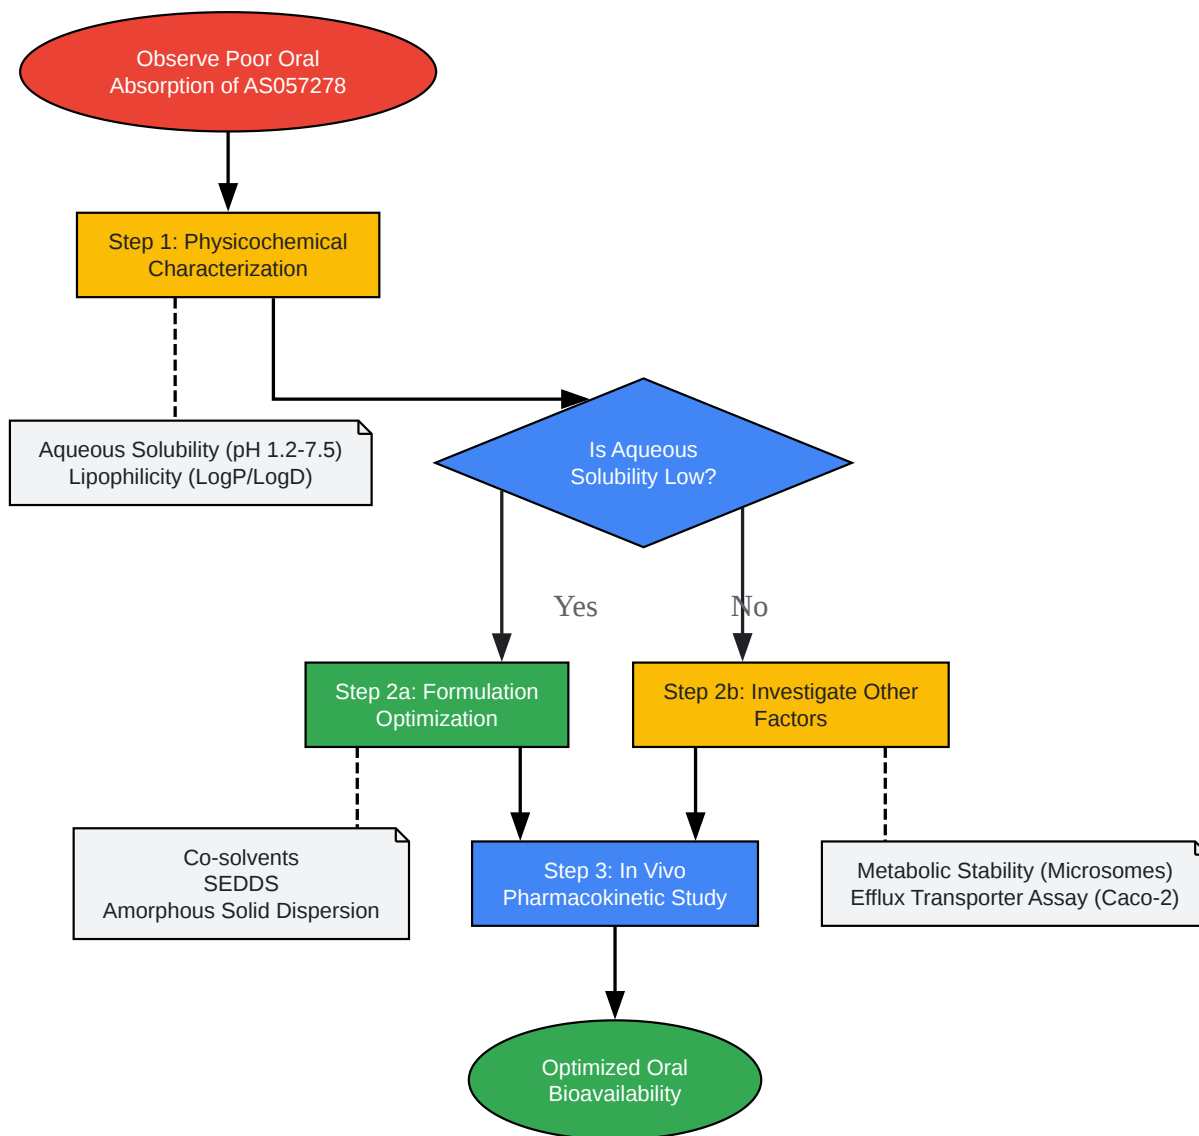 Observe Poor Oral
Absorption of AS057278
Step 1: Physicochemical
Characterization
Aqueous Solubility (pH 1.2-7.5)
Lipophilicity (LogP/LogD)
Is Aqueous
Solubility Low?
Yes
No
Step 2a: Formulation
Optimization
Step 2b: Investigate Other
Factors
Co-solvents
SEDDS
Amorphous Solid Dispersion
Step 3: In Vivo
Pharmacokinetic Study
Metabolic Stability (Microsomes)
Efflux Transporter Assay (Caco-2)
Optimized Oral
Bioavailability